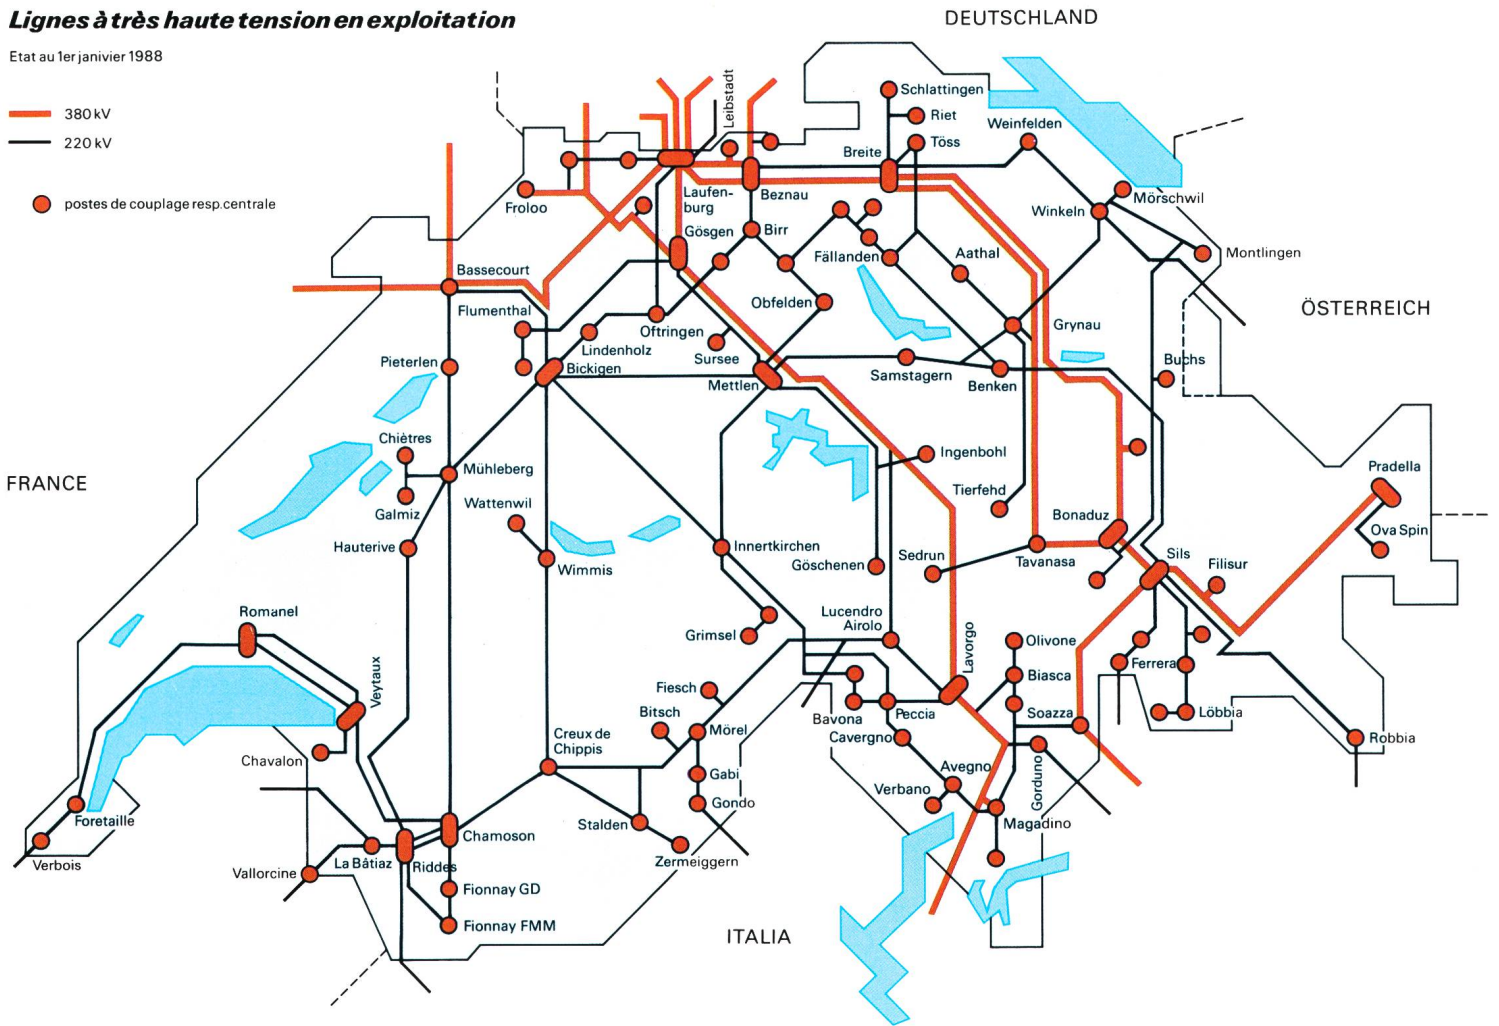 Lignes à très haute tension en exploitation
Etat au 1er janivier 1988
380 kV
220 kV
postes de couplage resp. centrale
DEUTSCHLAND
Leibstadt
Schlattingen
Riet
Töss
Weinfelden
Breite
Froloo
Laufen-
burg
Beznau
Winkeln
Mörschwil
Gösgen
Birr
Fällanden
Aathal
Montlingen
Bassecourt
Flumenthal
Obfelden
ÖSTERREICH
Oftringen
Grynau
Lindenholz
Sursee
Pieterlen
Bickigen
Mettlen
Samstagern
Benken
Buchs
Chiètres
Mühleberg
Ingenbohl
FRANCE
Pradella
Wattenwil
Galmiz
Tierfehd
Bonaduz
Ova Spin
Hauterive
Innertkirchen
Wimmis
Göschenen
Sedrun
Tavanasa
Sils
Filisur
Romanel
Grimsel
Lucendro
Airolo
Lavorgo
Olivone
Ferrera
Veytaux
Fiesch
Biasca
Bitsch
Mörel
Bavona
Peccia
Soazza
Löbbia
Chavalon
Creux de
Chippis
Cavergno
Robbia
Gabi
Avegno
Gorduno
Verbano
Gondo
Foretaille
Stalden
Magadino
Verbois
La Bâtiaz
Riddes
Chamoson
Zermeiggern
Vallorcine
Fionnay GD
Fionnay FMM
ITALIA